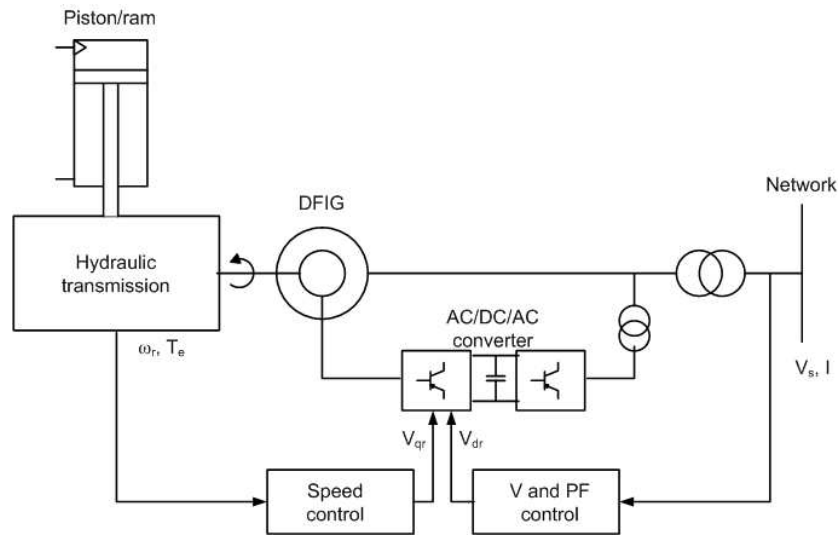 Piston/ram
Network
DFIG
Hydraulic
transmission
AC/DC/AC
converter
ωr, Te
Vs, I
Vqr
Vdr
Speed
control
V and PF
control